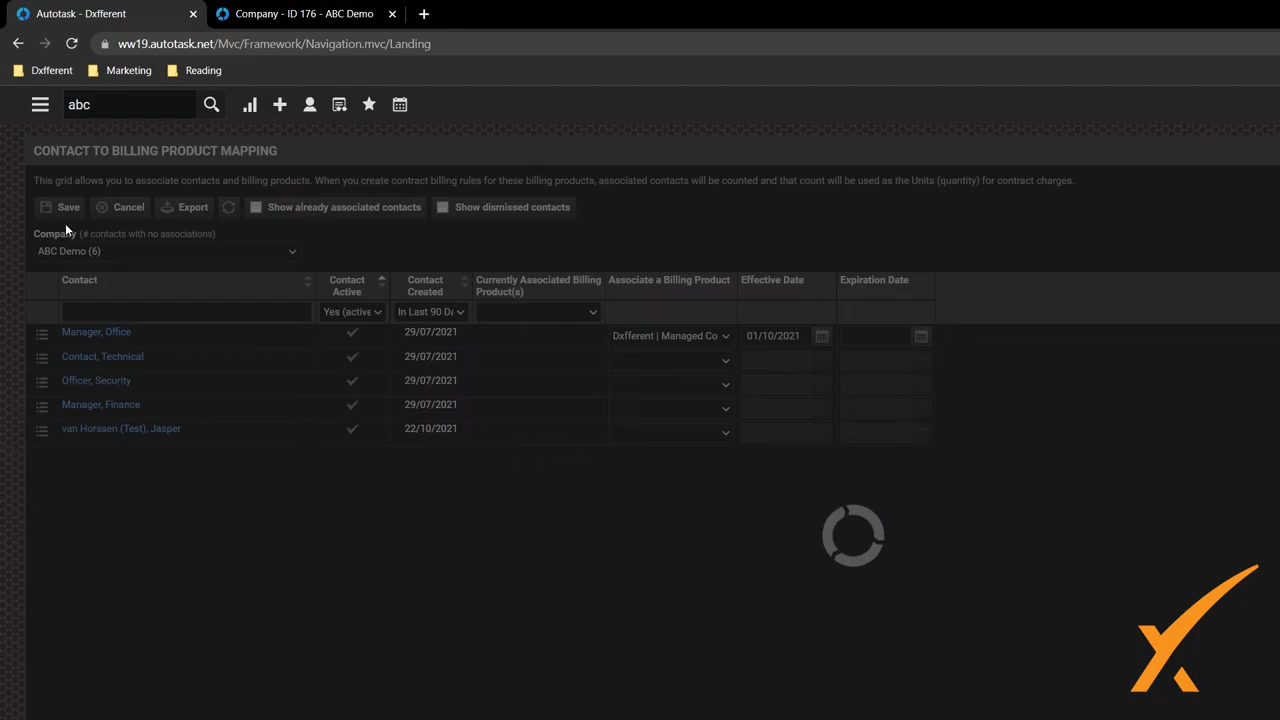 Autotask - Dxfferent
Company - ID 176 - ABC Demo
ww19.autotask.net/Mvc/Framework/Navigation.mvc/Landing
Dxfferent Marketing Reading
abc
CONTACT TO BILLING PRODUCT MAPPING
This grid allows you to associate contacts and billing products. When you create contract billing rules for these billing products, associated contacts will be counted and that count will be used as the Units (quantity) for contract charges.
Save Cancel Export Show already associated contacts Show dismissed contacts
Company (# contacts with no associations)
ABC Demo (6)
Contact Contact Active Contact Created Currently Associated Billing Product(s) Associate a Billing Product Effective Date Expiration Date
Yes (active In Last 90 Da
Manager, Office 29/07/2021 Dxfferent | Managed Co 01/10/2021
Contact, Technical 29/07/2021
Officer, Security 29/07/2021
Manager, Finance 29/07/2021
van Horssen (Test), Jasper 22/10/2021